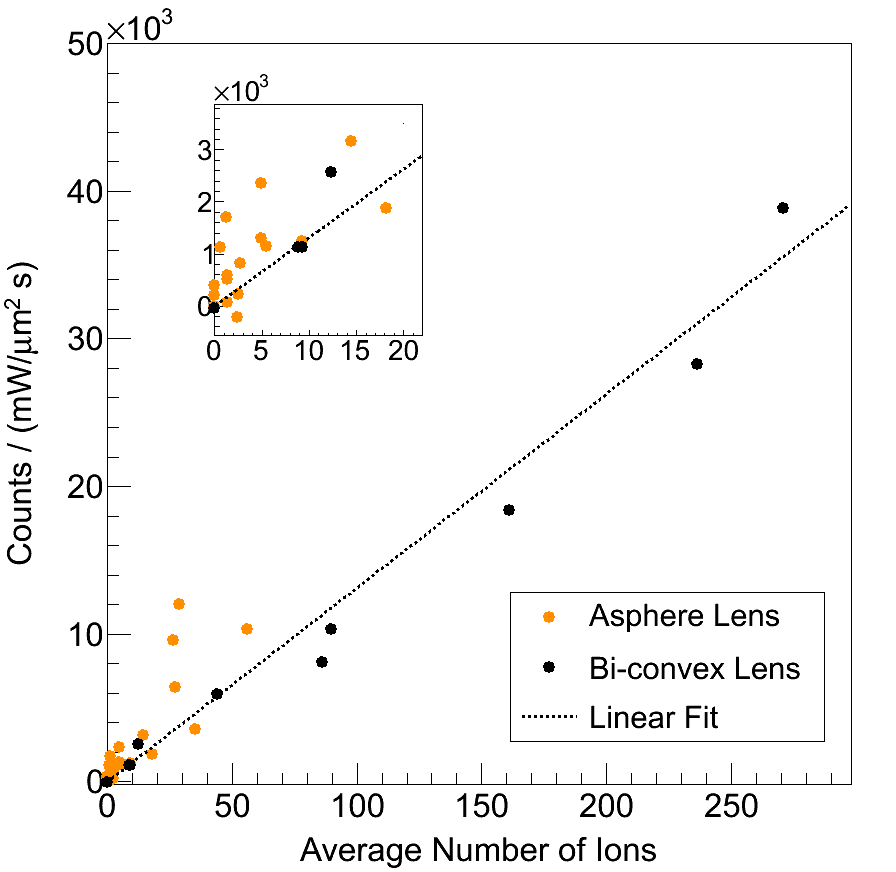 50
×10³
×10³
3
2
1
0
0 5 10 15 20
40
30
20
10
0
0 50 100 150 200 250
Counts / (mW/μm² s)
Average Number of Ions
Asphere Lens
Bi-convex Lens
Linear Fit